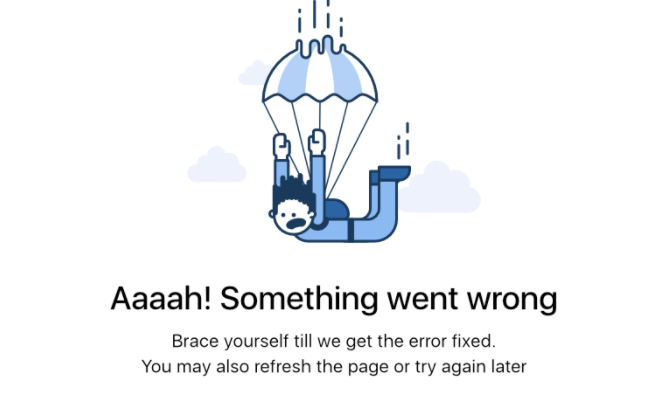 Aaaah! Something went wrong
Brace yourself till we get the error fixed.
You may also refresh the page or try again later